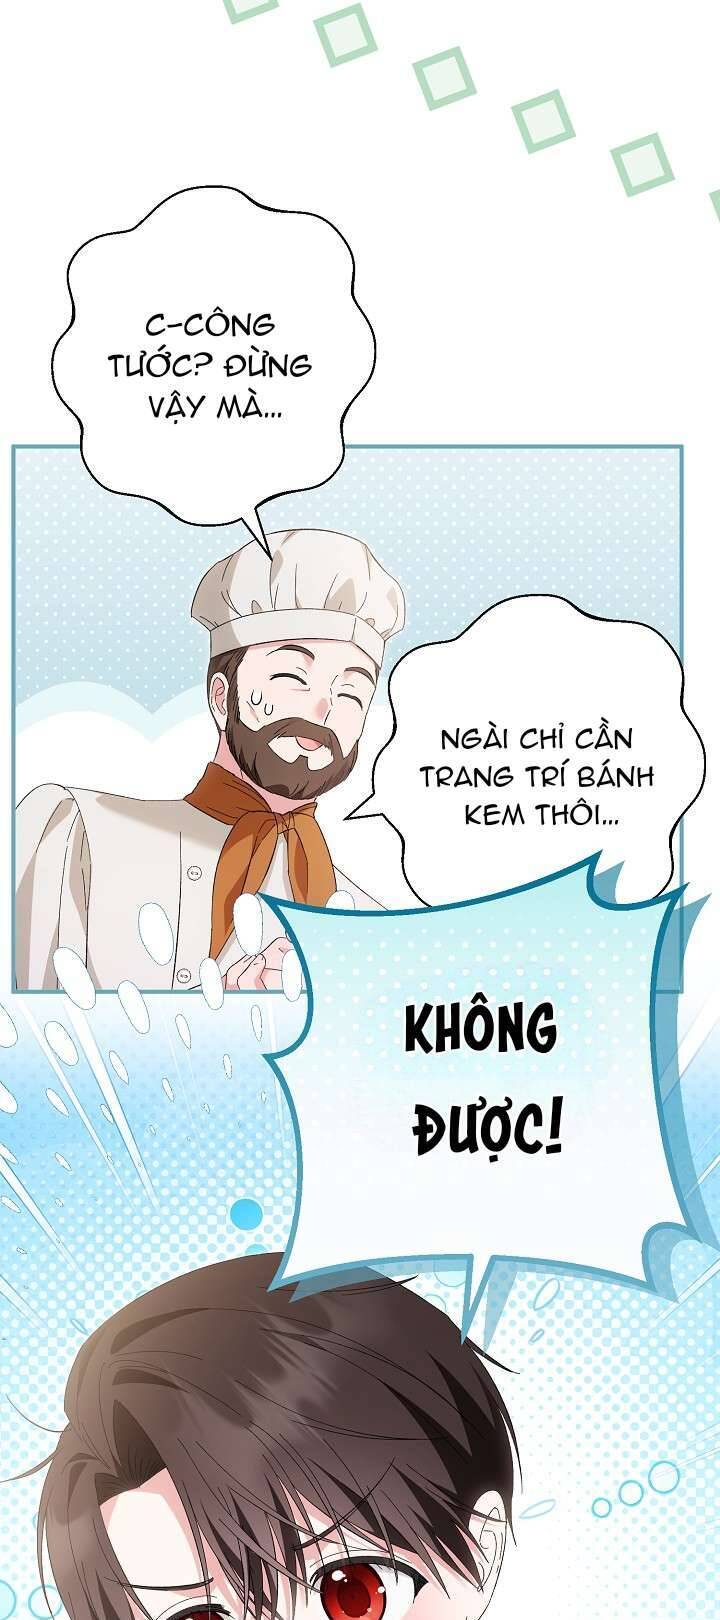 C-CÔNG
TƯỚC? ĐỪNG
VẬY MÀ...
NGÀI CHỈ CẦN
TRANG TRÍ BÁNH
KEM THÔI...
KHÔNG
ĐƯỢC!